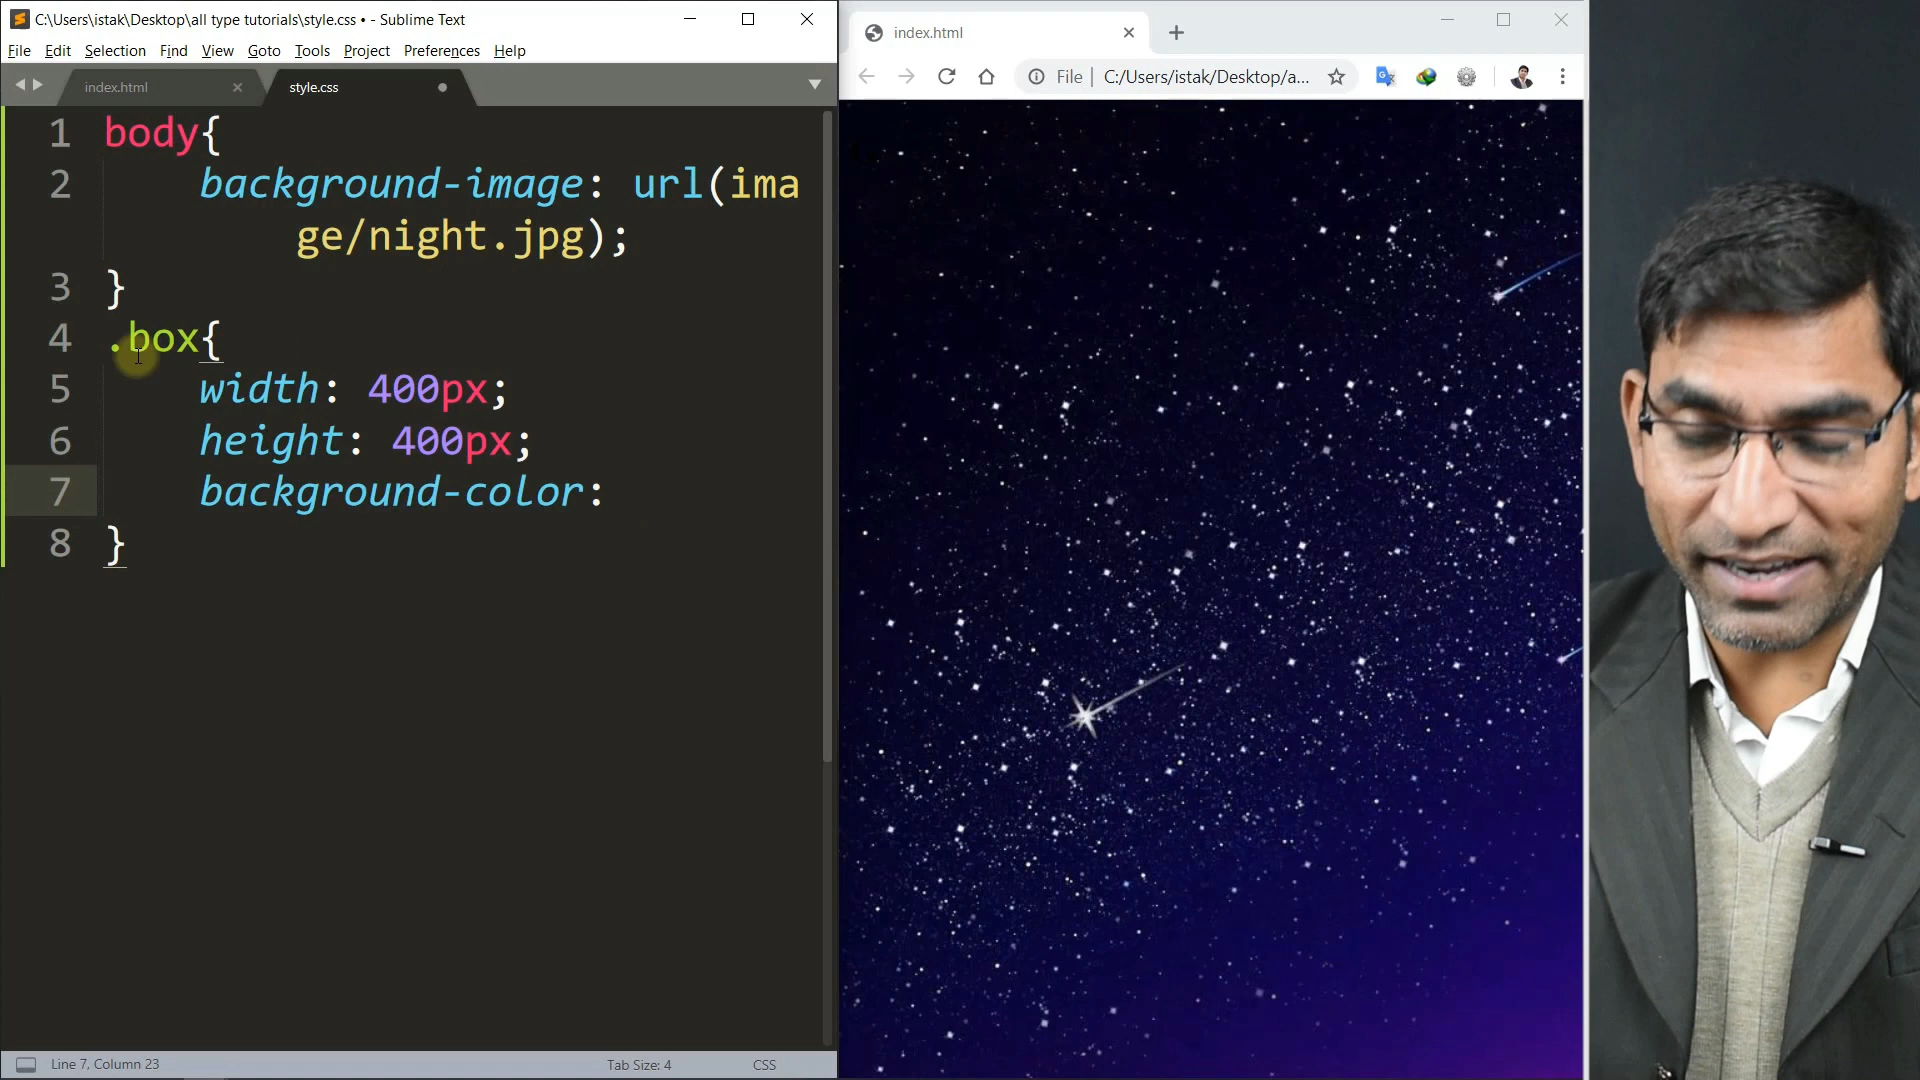 C:\Users\istak\Desktop\all type tutorials\style.css • - Sublime Text
File Edit Selection Find View Goto Tools Project Preferences Help
index.html
style.css
1 body{
2 background-image: url(ima
ge/night.jpg);
3 }
4 .box{
5 width: 400px;
6 height: 400px;
7 background-color:
8 }
Line 7, Column 23
Tab Size: 4
CSS
index.html
File | C:/Users/istak/Desktop/a...